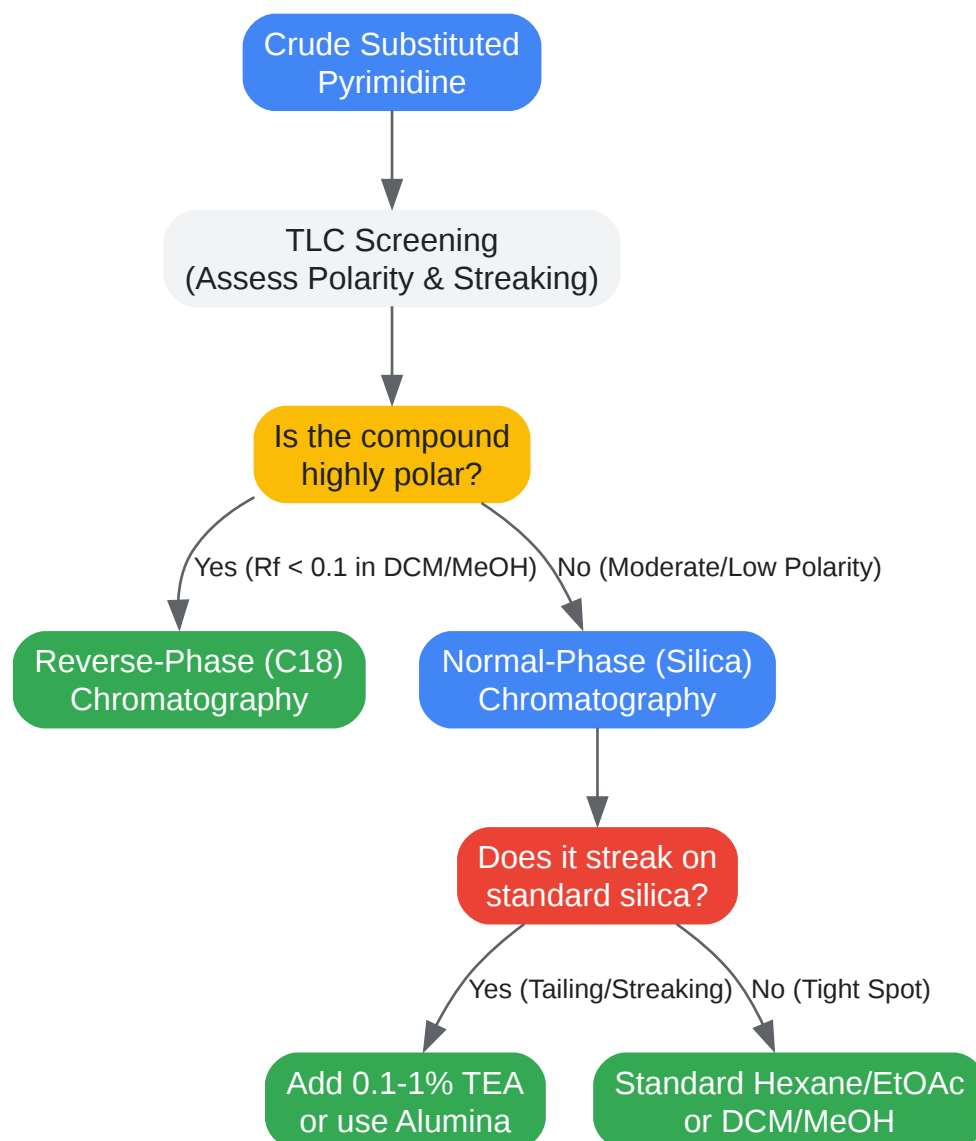 Crude Substituted
Pyrimidine
TLC Screening
(Assess Polarity & Streaking)
Is the compound
highly polar?
Yes (Rf < 0.1 in DCM/MeOH)
No (Moderate/Low Polarity)
Reverse-Phase (C18)
Chromatography
Normal-Phase (Silica)
Chromatography
Does it streak on
standard silica?
Yes (Tailing/Streaking)
No (Tight Spot)
Add 0.1-1% TEA
or use Alumina
Standard Hexane/EtOAc
or DCM/MeOH